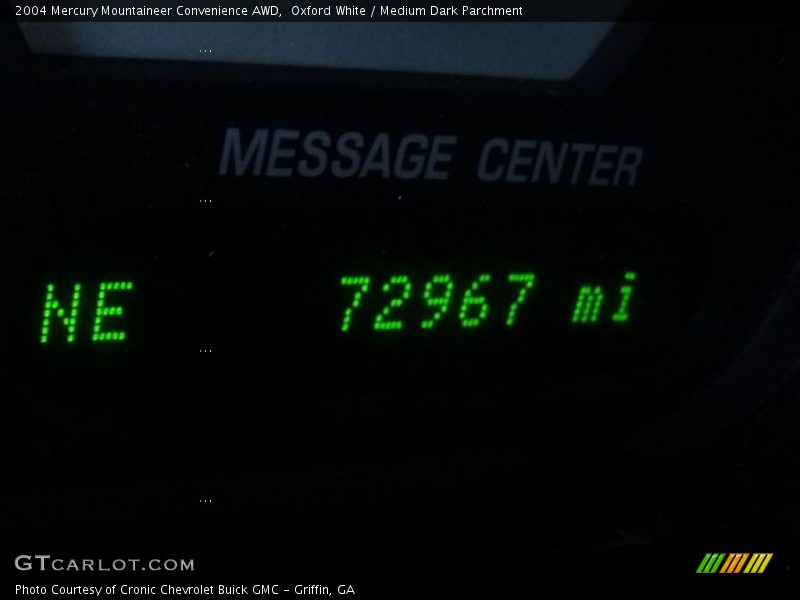 2004 Mercury Mountaineer Convenience AWD,  Oxford White / Medium Dark Parchment
...
MESSAGE CENTER
...
NE 72967 mi
...
...
GTCARLOT.COM
Photo Courtesy of Cronic Chevrolet Buick GMC - Griffin, GA